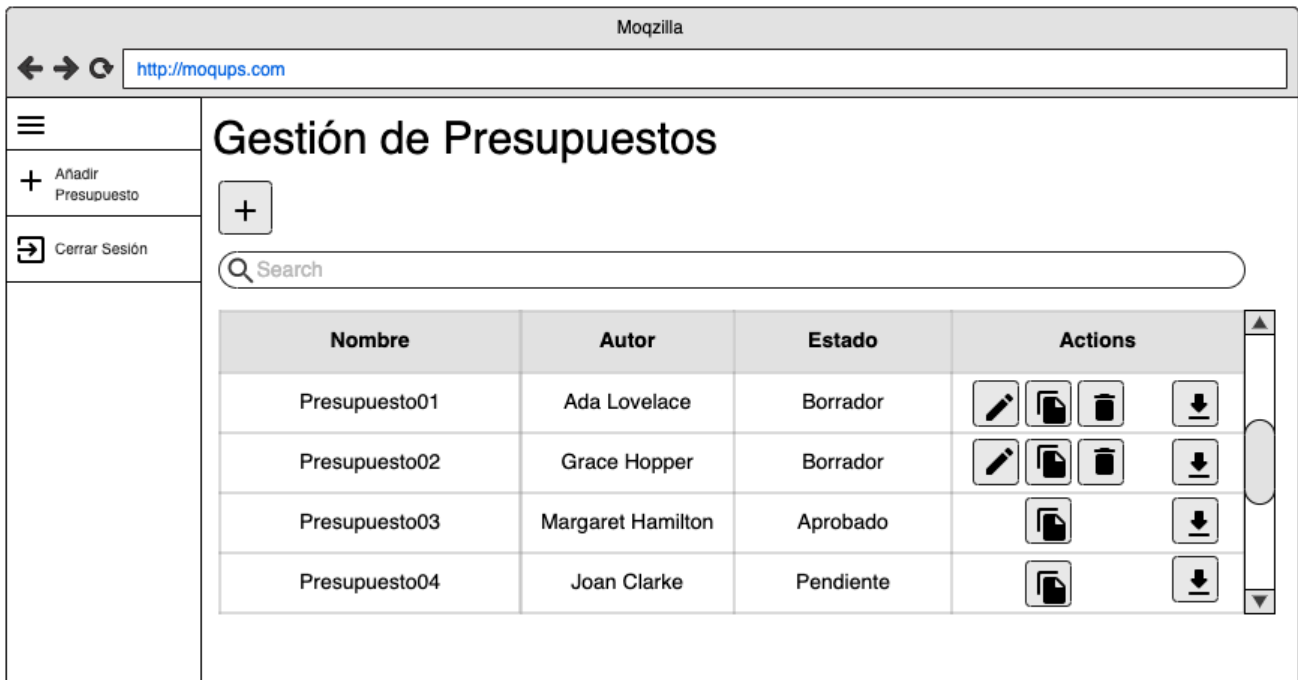 Moqzilla
http://moqups.com
Gestión de Presupuestos
Añadir
Presupuesto
Cerrar Sesión
Search
Nombre Autor Estado Actions
Presupuesto01 Ada Lovelace Borrador
Presupuesto02 Grace Hopper Borrador
Presupuesto03 Margaret Hamilton Aprobado
Presupuesto04 Joan Clarke Pendiente